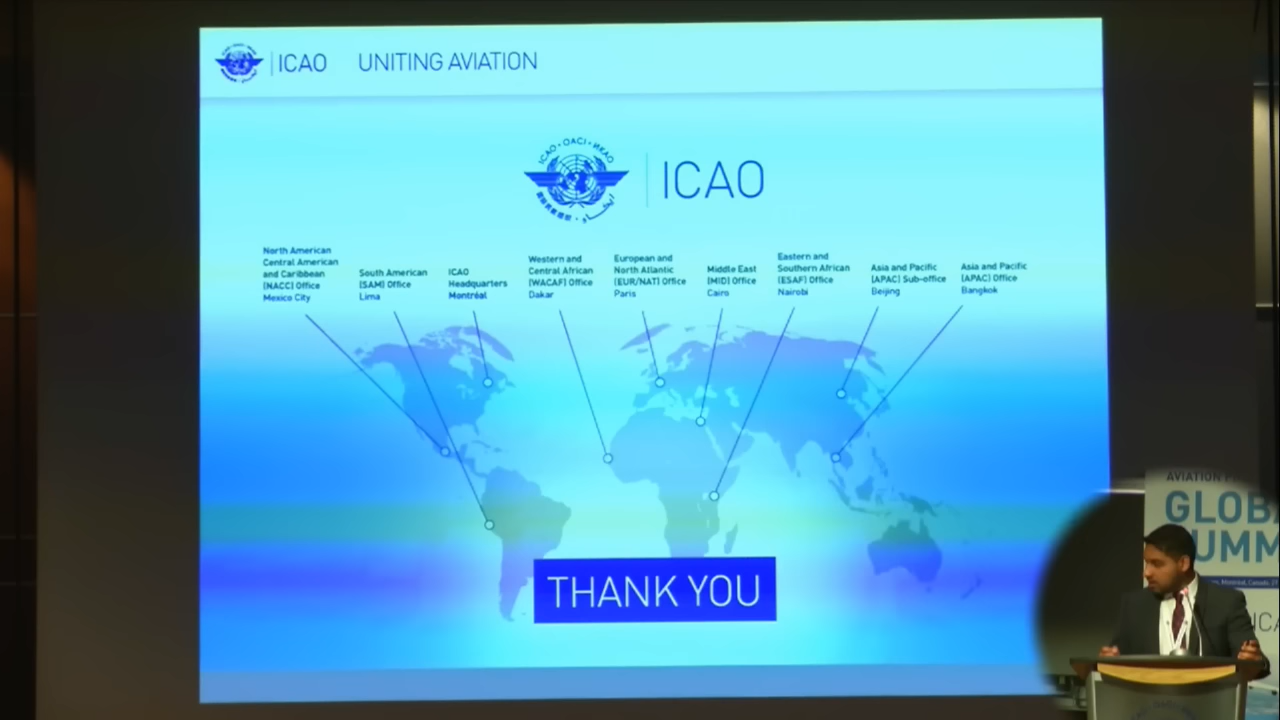 ICAO
UNITING AVIATION
ICAO · OACI · ИКАО
ICAO
North American
Central American
and Caribbean
(NACC) Office
Mexico City
South American
(SAM) Office
Lima
ICAO
Headquarters
Montréal
Western and
Central African
(WACAF) Office
Dakar
European and
North Atlantic
(EUR/NAT) Office
Paris
Middle East
(MID) Office
Cairo
Eastern and
Southern African
(ESAF) Office
Nairobi
Asia and Pacific
(APAC) Sub-office
Beijing
Asia and Pacific
(APAC) Office
Bangkok
THANK YOU
AVIATION
GLOB
UMM
Montréal, Canada